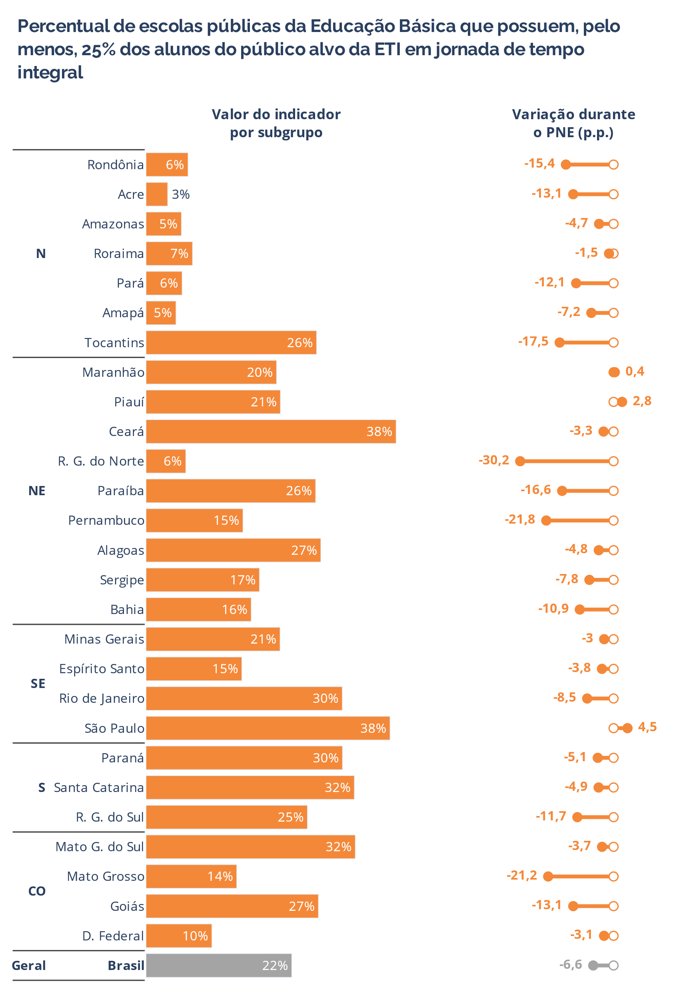 Percentual de escolas públicas da Educação Básica que possuem, pelo
menos, 25% dos alunos do público alvo da ETI em jornada de tempo
integral
Valor do indicador
por subgrupo
Variação durante
o PNE (p.p.)
Rondônia 6% -15,4
Acre 3% -13,1
Amazonas 5% -4,7
N Roraima 7% -1,5
Pará 6% -12,1
Amapá 5% -7,2
Tocantins 26% -17,5
Maranhão 20% 0,4
Piauí 21% 2,8
Ceará 38% -3,3
R. G. do Norte 6% -30,2
NE Paraíba 26% -16,6
Pernambuco 15% -21,8
Alagoas 27% -4,8
Sergipe 17% -7,8
Bahia 16% -10,9
Minas Gerais 21% -3
Espírito Santo 15% -3,8
SE
Rio de Janeiro 30% -8,5
São Paulo 38% 4,5
Paraná 30% -5,1
S Santa Catarina 32% -4,9
R. G. do Sul 25% -11,7
Mato G. do Sul 32% -3,7
Mato Grosso 14% -21,2
CO
Goiás 27% -13,1
D. Federal 10% -3,1
Geral Brasil 22% -6,6